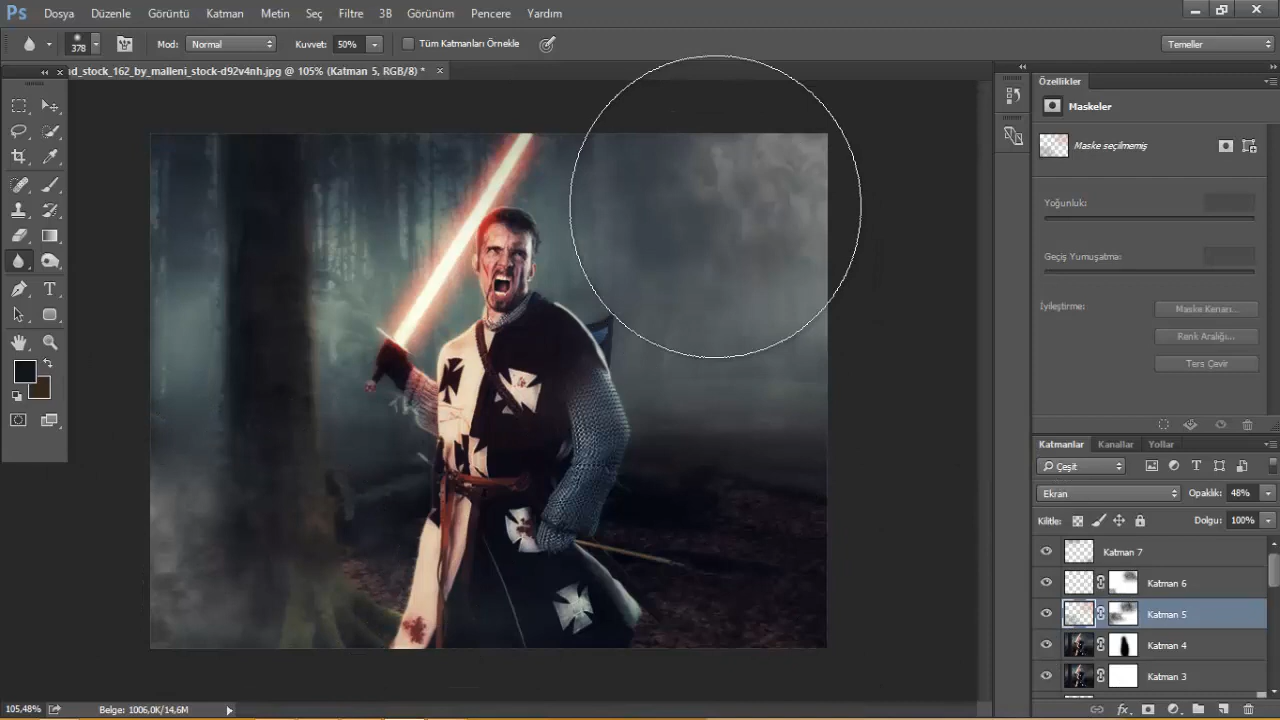 Ps Dosya Düzenle Görüntü Katman Metin Seç Filtre 3B Görünüm Pencere Yardım
378 Mod: Normal Kuvvet: 50% Tüm Katmanları Örnekle Temeller
ıd_stock_162_by_malleni_stock-d92v4nh.jpg @ 105% (Katman 5, RGB/8) *
Özellikler
Maskeler
Maske seçilmemiş
Yoğunluk:
Geçiş Yumuşatma:
İyileştirme:
Maske Kenarı...
Renk Aralığı...
Ters Çevir
Katmanlar Kanallar Yollar
Çeşit
Ekran Opaklık: 48%
Kilitle: Dolgu: 100%
Katman 7
Katman 6
Katman 5
Katman 4
Katman 3
105,48% Belge: 1006,0K/14,6M